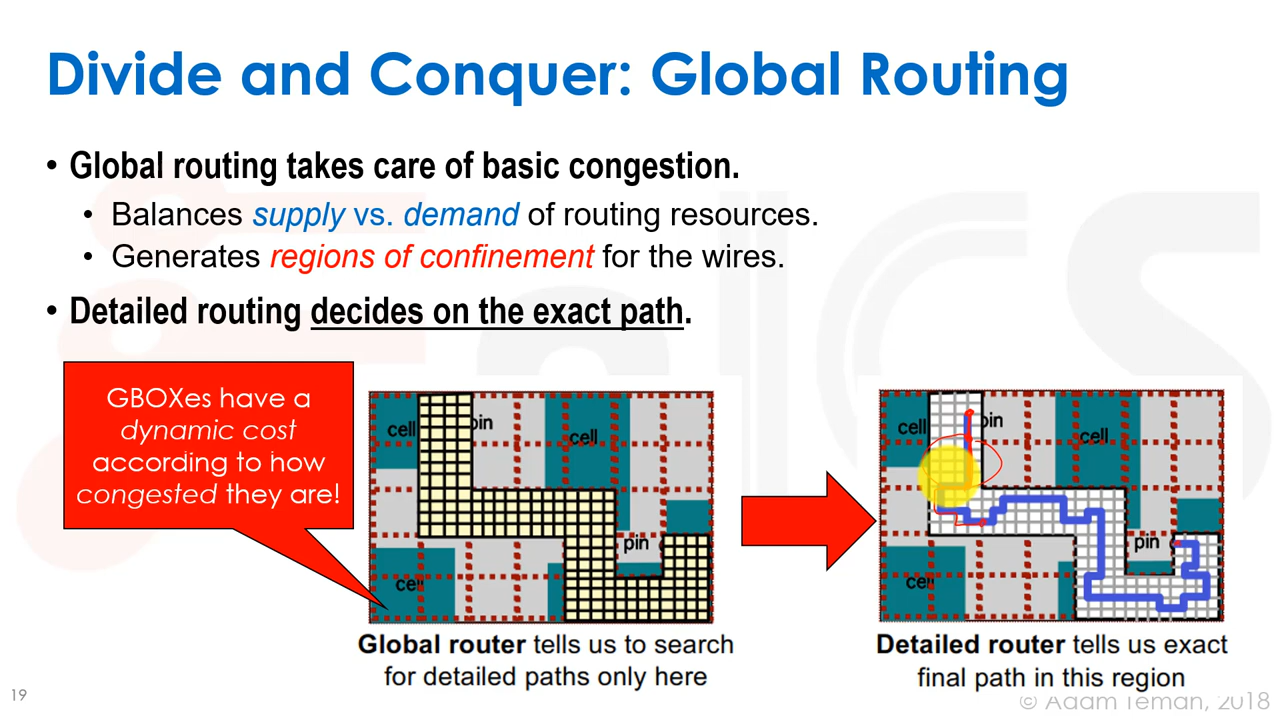 Divide and Conquer: Global Routing
• Global routing takes care of basic congestion.
• Balances supply vs. demand of routing resources.
• Generates regions of confinement for the wires.
• Detailed routing decides on the exact path.
GBOXes have a
dynamic cost
according to how
congested they are!
cell
pin
cell
pin
cell
cell
pin
cell
pin
cell
Global router tells us to search
for detailed paths only here
Detailed router tells us exact
final path in this region
19
© Adam Teman, 2018